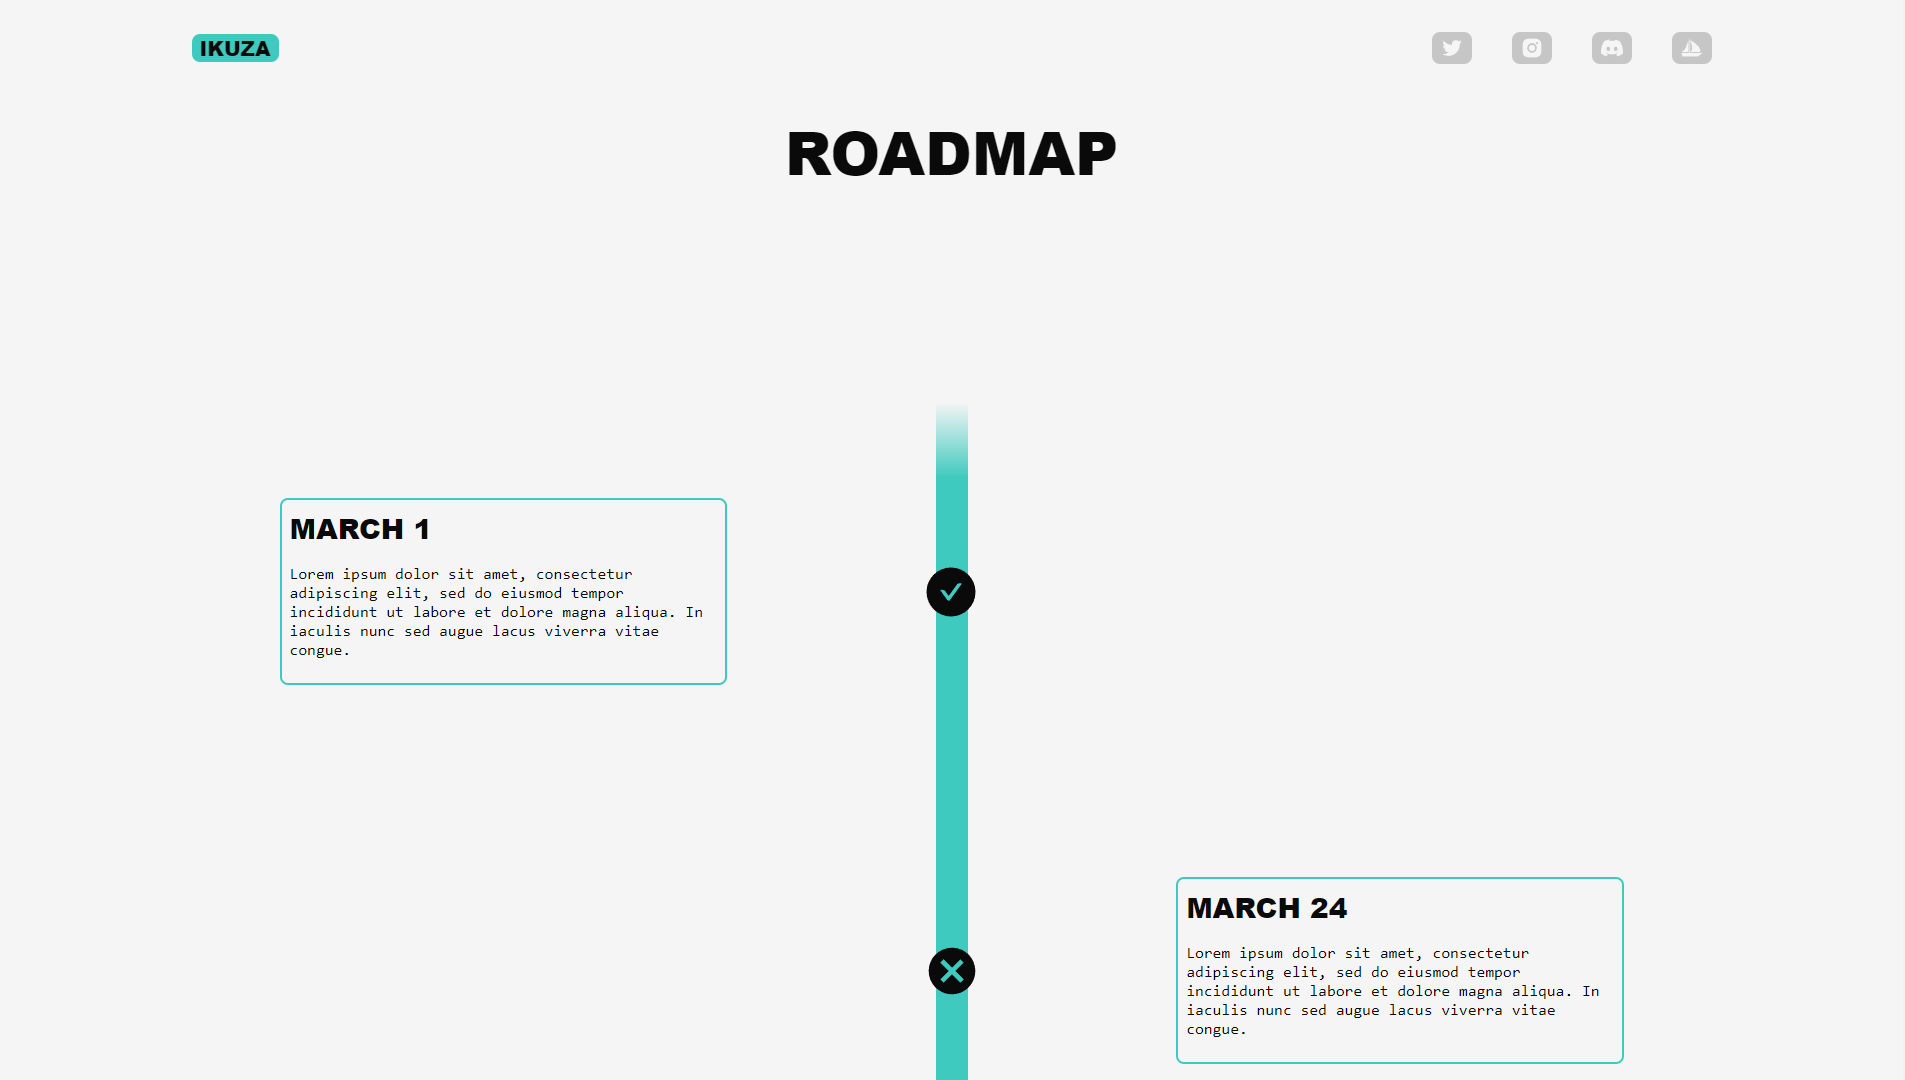 IKUZA
ROADMAP
MARCH 1
Lorem ipsum dolor sit amet, consectetur
adipiscing elit, sed do eiusmod tempor
incididunt ut labore et dolore magna aliqua. In
iaculis nunc sed augue lacus viverra vitae
congue.
MARCH 24
Lorem ipsum dolor sit amet, consectetur
adipiscing elit, sed do eiusmod tempor
incididunt ut labore et dolore magna aliqua. In
iaculis nunc sed augue lacus viverra vitae
congue.